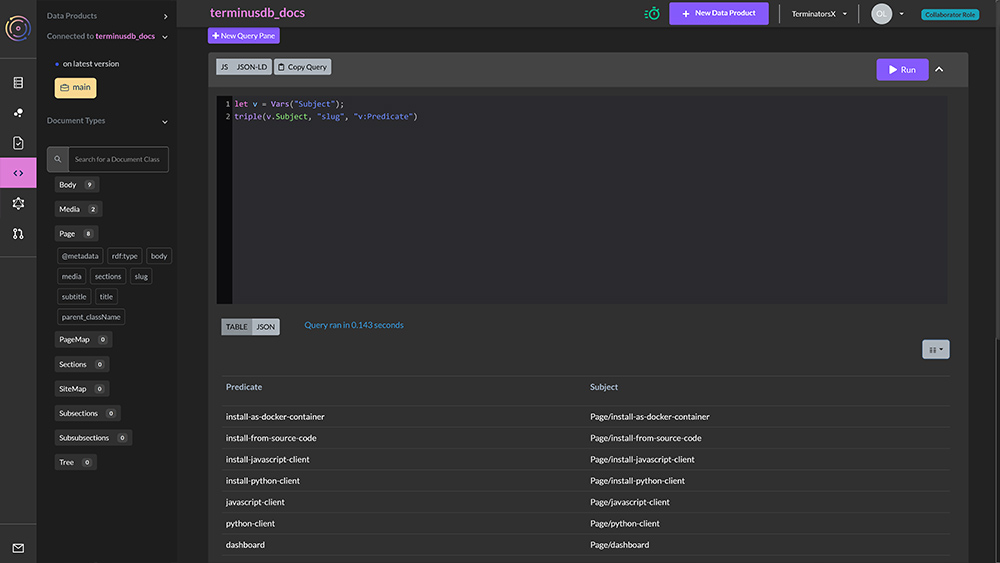 Data Products
Connected to terminusdb_docs
on latest version
main
Document Types
Search for a Document Class
Body 9
Media 2
Page 8
@metadata rdf:type body
media sections slug
subtitle title
parent_className
PageMap 0
Sections 0
SiteMap 0
Subsections 0
Subsubsections 0
Tree 0
terminusdb_docs
+ New Data Product
TerminatorsX
OL
Collaborator Role
+ New Query Pane
JS JSON-LD Copy Query
Run
1 let v = Vars("Subject");
2 triple(v.Subject, "slug", "v:Predicate")
TABLE JSON Query ran in 0.143 seconds
Predicate Subject
install-as-docker-container Page/install-as-docker-container
install-from-source-code Page/install-from-source-code
install-javascript-client Page/install-javascript-client
install-python-client Page/install-python-client
javascript-client Page/javascript-client
python-client Page/python-client
dashboard Page/dashboard